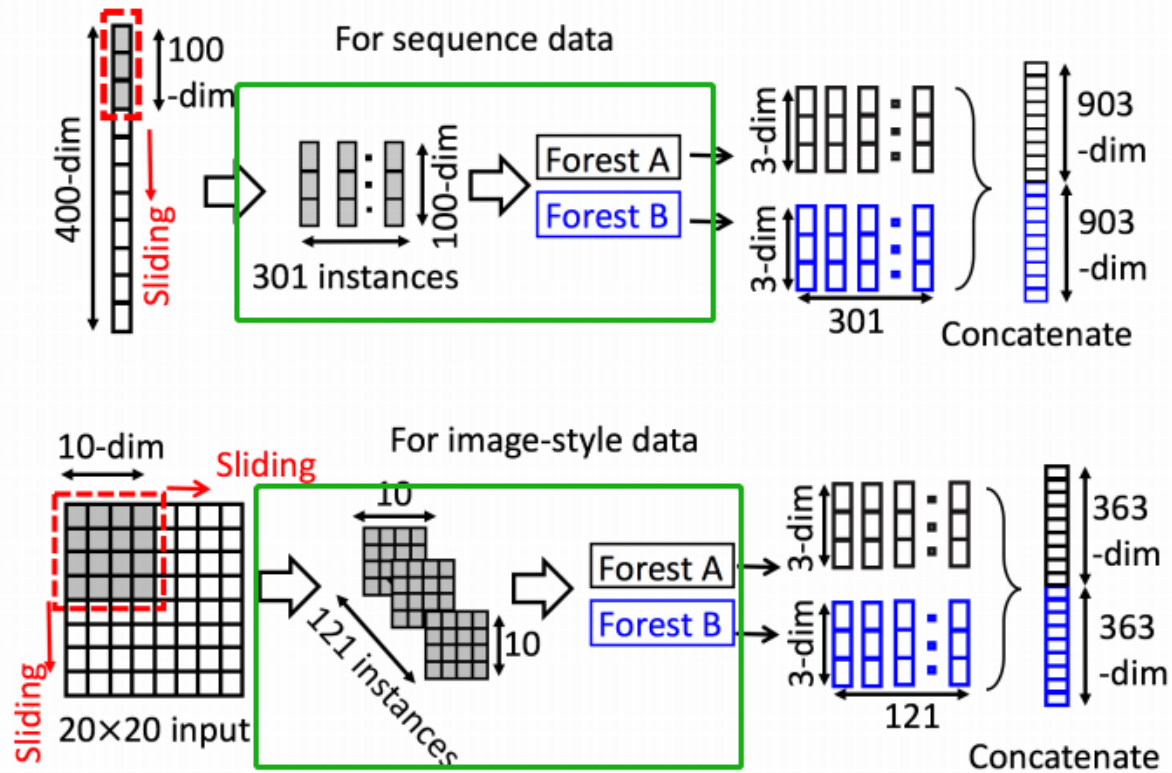 For sequence data
100
-dim
400-dim
Sliding
100-dim
301 instances
Forest A
Forest B
3-dim
3-dim
301
903
-dim
903
-dim
Concatenate
For image-style data
10-dim
Sliding
Sliding
20×20 input
10
10
121 instances
Forest A
Forest B
3-dim
3-dim
121
363
-dim
363
-dim
Concatenate